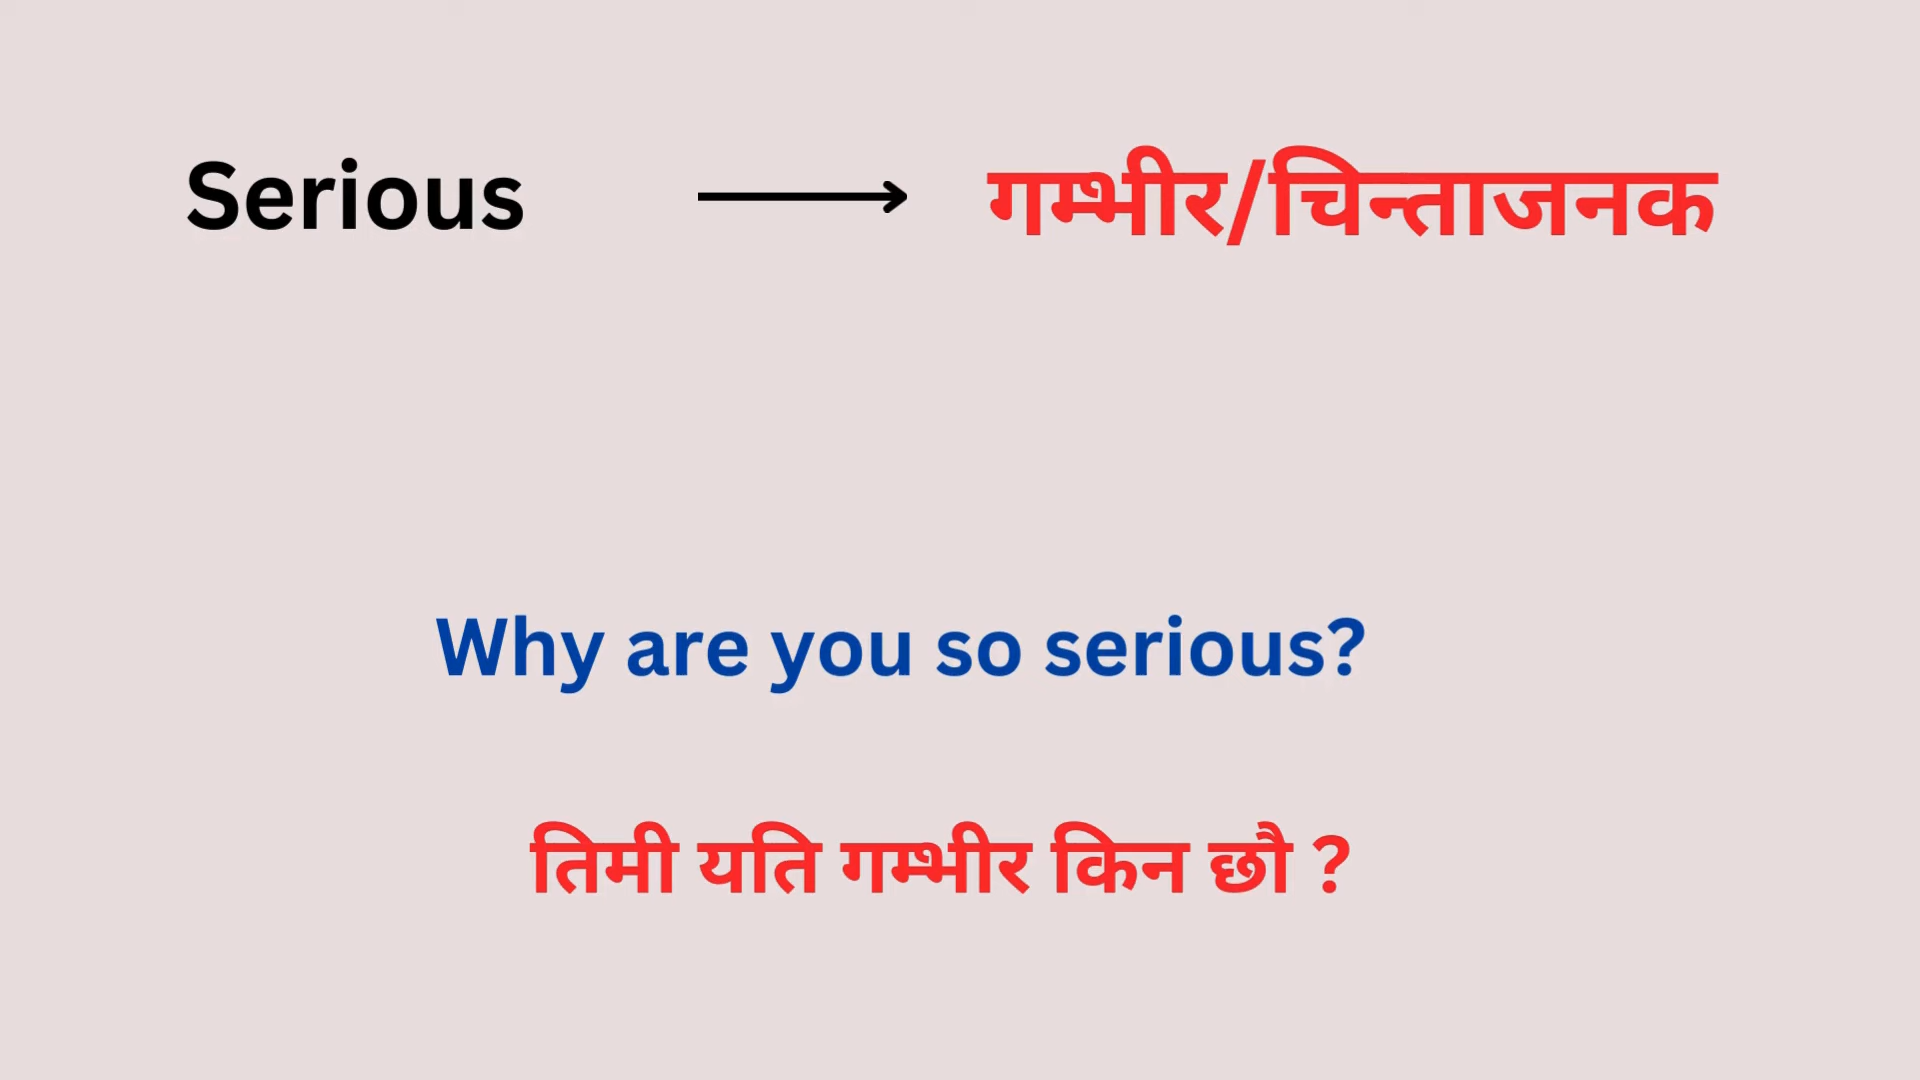 Serious → गम्भीर/चिन्ताजनक
Why are you so serious?
तिमी यति गम्भीर किन छौ ?